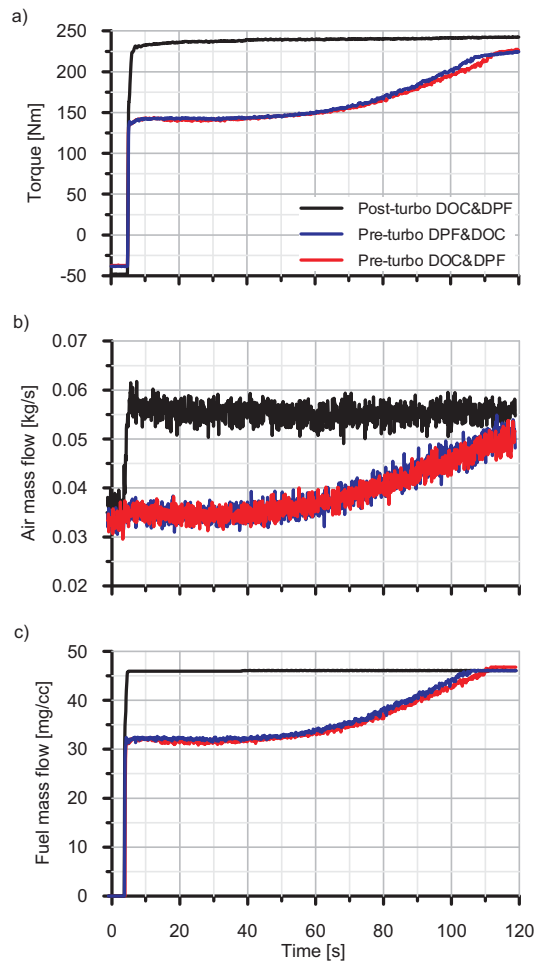 a)
250
200
150
100
50
0
-50
Torque [Nm]
Post-turbo DOC&DPF
Pre-turbo DPF&DOC
Pre-turbo DOC&DPF
b)
0.07
0.06
0.05
0.04
0.03
0.02
Air mass flow [kg/s]
c)
50
40
30
20
10
0
Fuel mass flow [mg/cc]
0 20 40 60 80 100 120
Time [s]